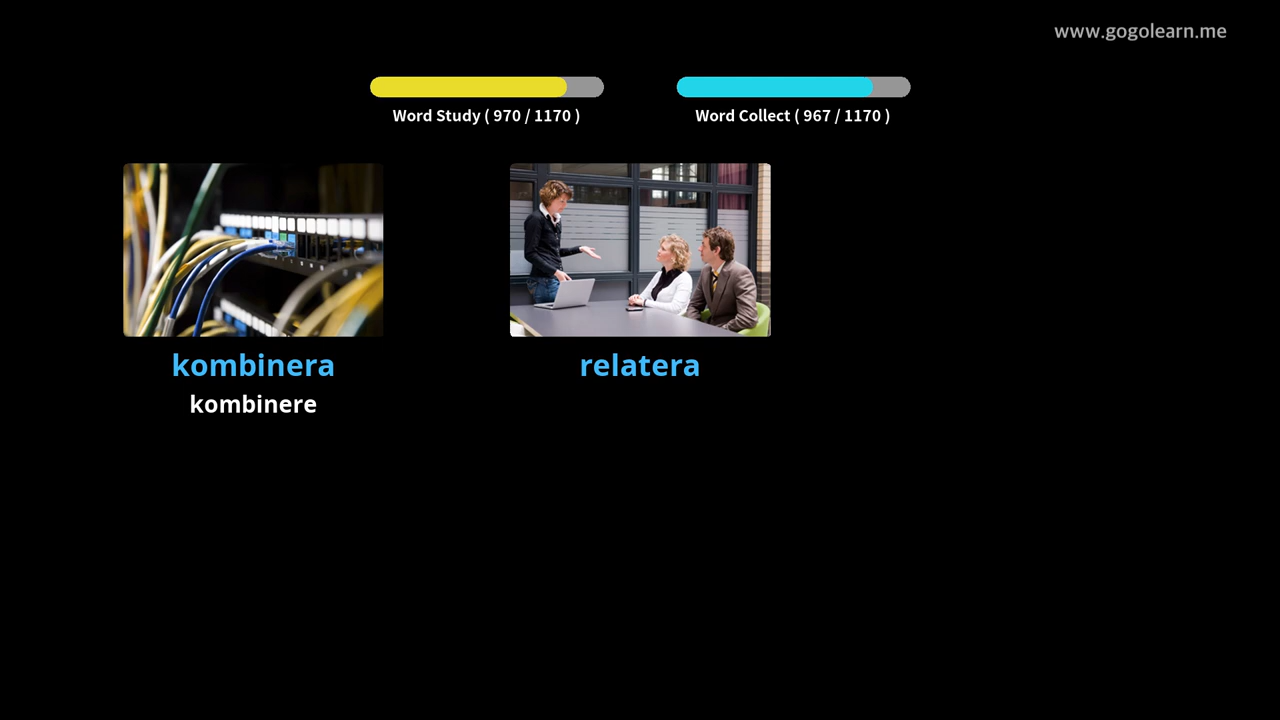 www.gogolearn.me
Word Study ( 970 / 1170 )
Word Collect ( 967 / 1170 )
kombinera
kombinere
relatera